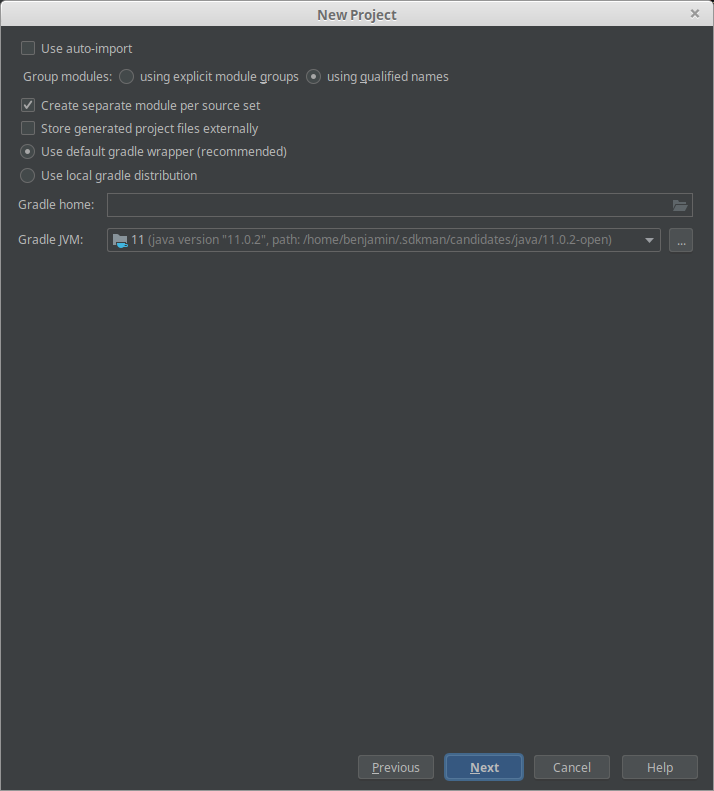 New Project
Use auto-import
Group modules: using explicit module groups using qualified names
Create separate module per source set
Store generated project files externally
Use default gradle wrapper (recommended)
Use local gradle distribution
Gradle home:
Gradle JVM: 11 (java version "11.0.2", path: /home/benjamin/.sdkman/candidates/java/11.0.2-open) ...
Previous Next Cancel Help